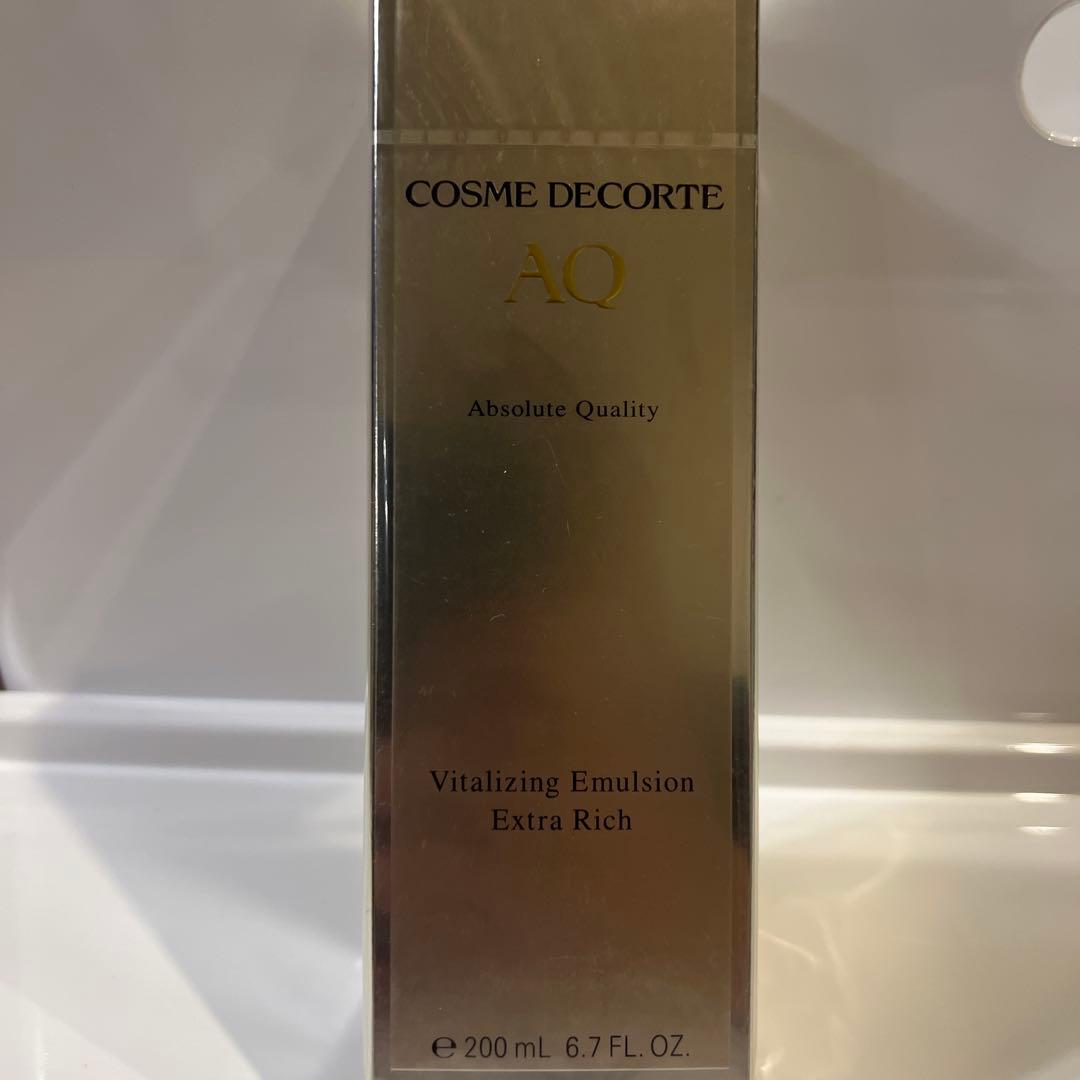 COSME DECORTE
AQ
Absolute Quality
Vitalizing Emulsion
Extra Rich
℮ 200 mL 6.7 FL. OZ.